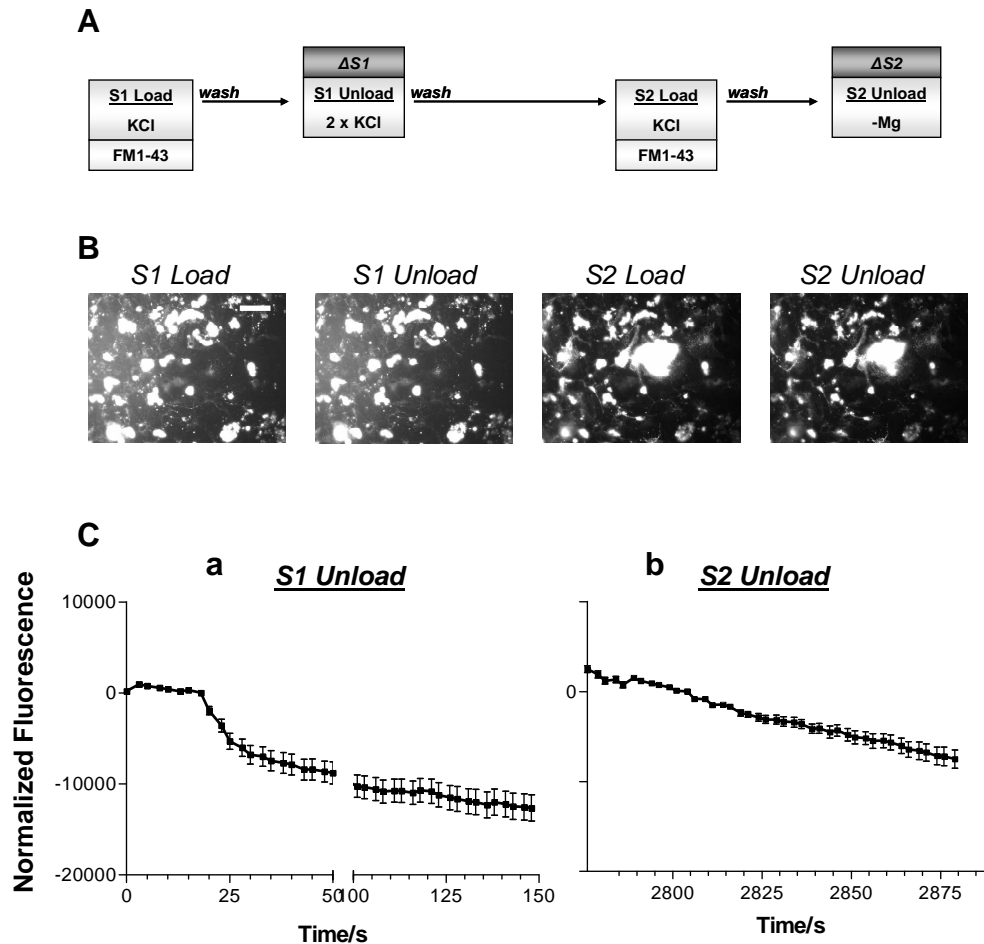 A
S1 Load
KCl
FM1-43
wash
ΔS1
S1 Unload
2 x KCl
wash
S2 Load
KCl
FM1-43
wash
ΔS2
S2 Unload
-Mg
B
S1 Load
S1 Unload
S2 Load
S2 Unload
C
a
S1 Unload
b
S2 Unload
Normalized Fluorescence
10000
0
-10000
-20000
0
25
50
100
125
150
Time/s
0
2800
2825
2850
2875
Time/s